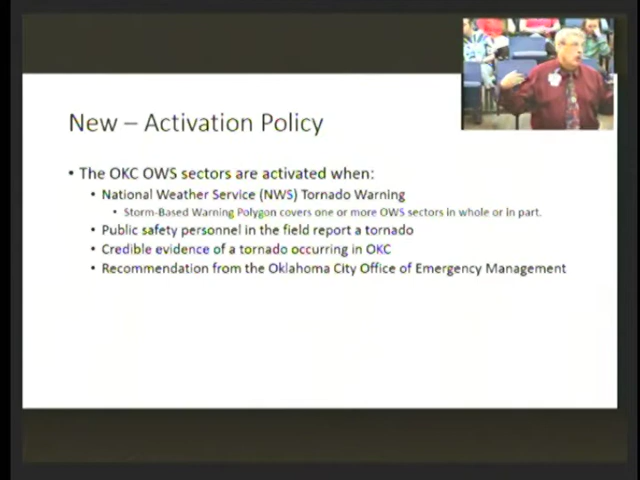 New – Activation Policy
• The OKC OWS sectors are activated when:
• National Weather Service (NWS) Tornado Warning
• Storm-Based Warning Polygon covers one or more OWS sectors in whole or in part.
• Public safety personnel in the field report a tornado
• Credible evidence of a tornado occurring in OKC
• Recommendation from the Oklahoma City Office of Emergency Management